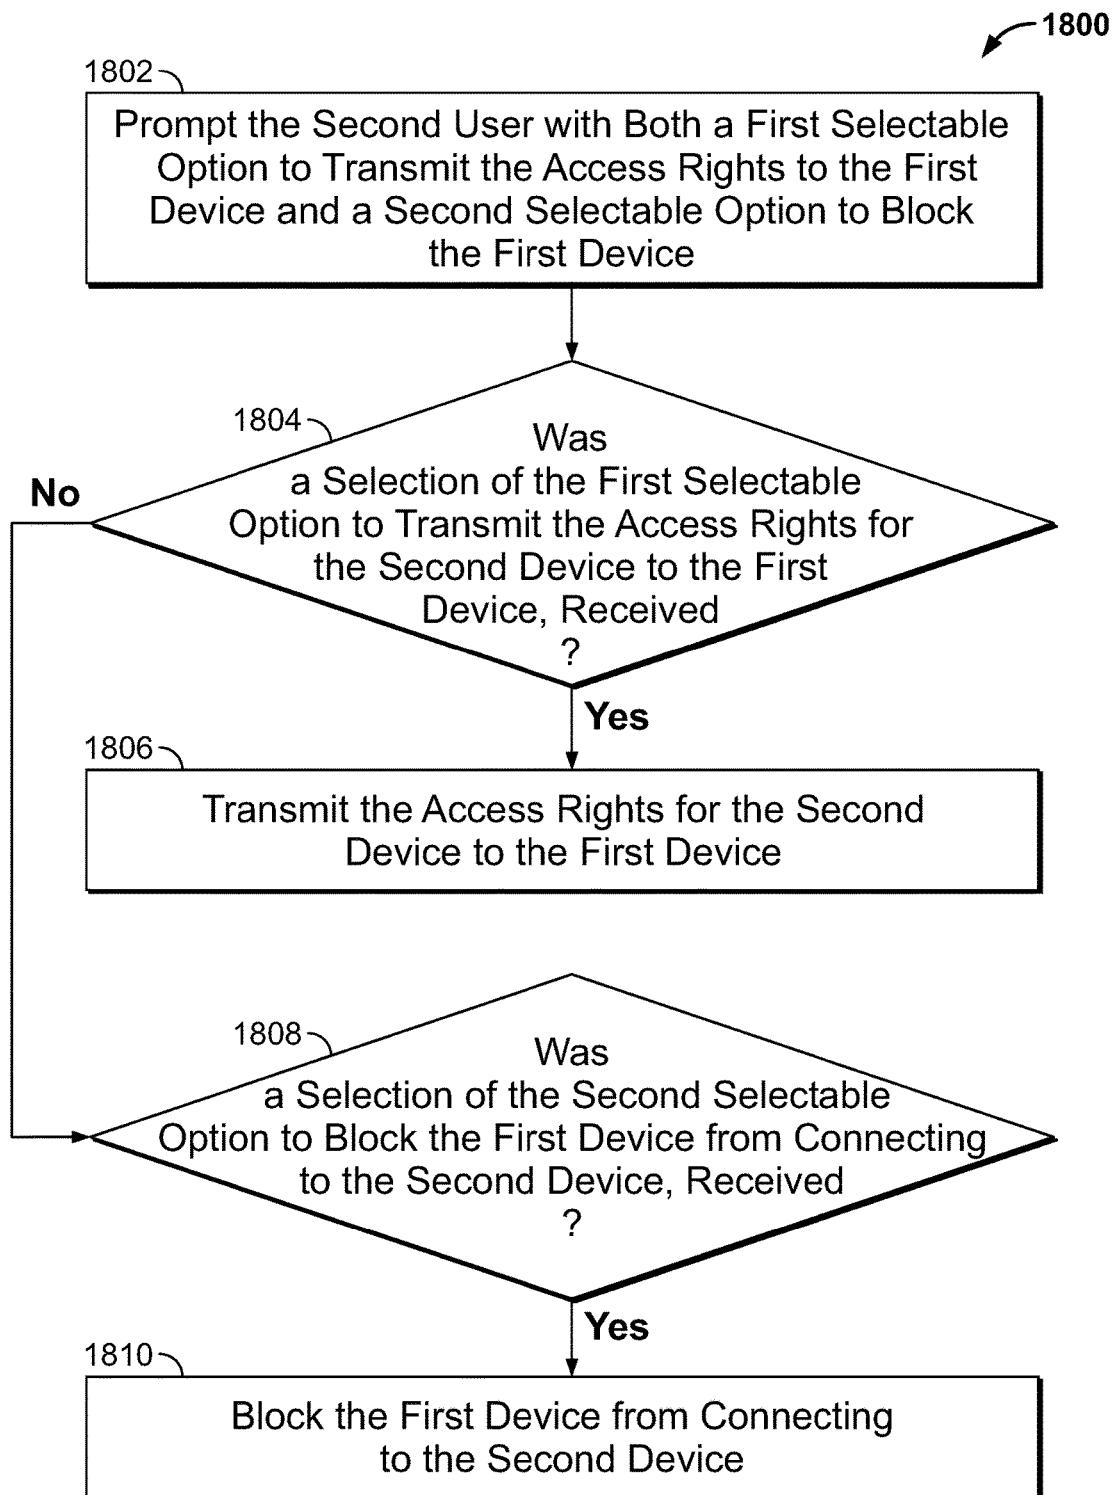 1800
1802
Prompt the Second User with Both a First Selectable
Option to Transmit the Access Rights to the First
Device and a Second Selectable Option to Block
the First Device
1804
Was
a Selection of the First Selectable
Option to Transmit the Access Rights for
the Second Device to the First
Device, Received
?
No
Yes
1806
Transmit the Access Rights for the Second
Device to the First Device
1808
Was
a Selection of the Second Selectable
Option to Block the First Device from Connecting
to the Second Device, Received
?
Yes
1810
Block the First Device from Connecting
to the Second Device